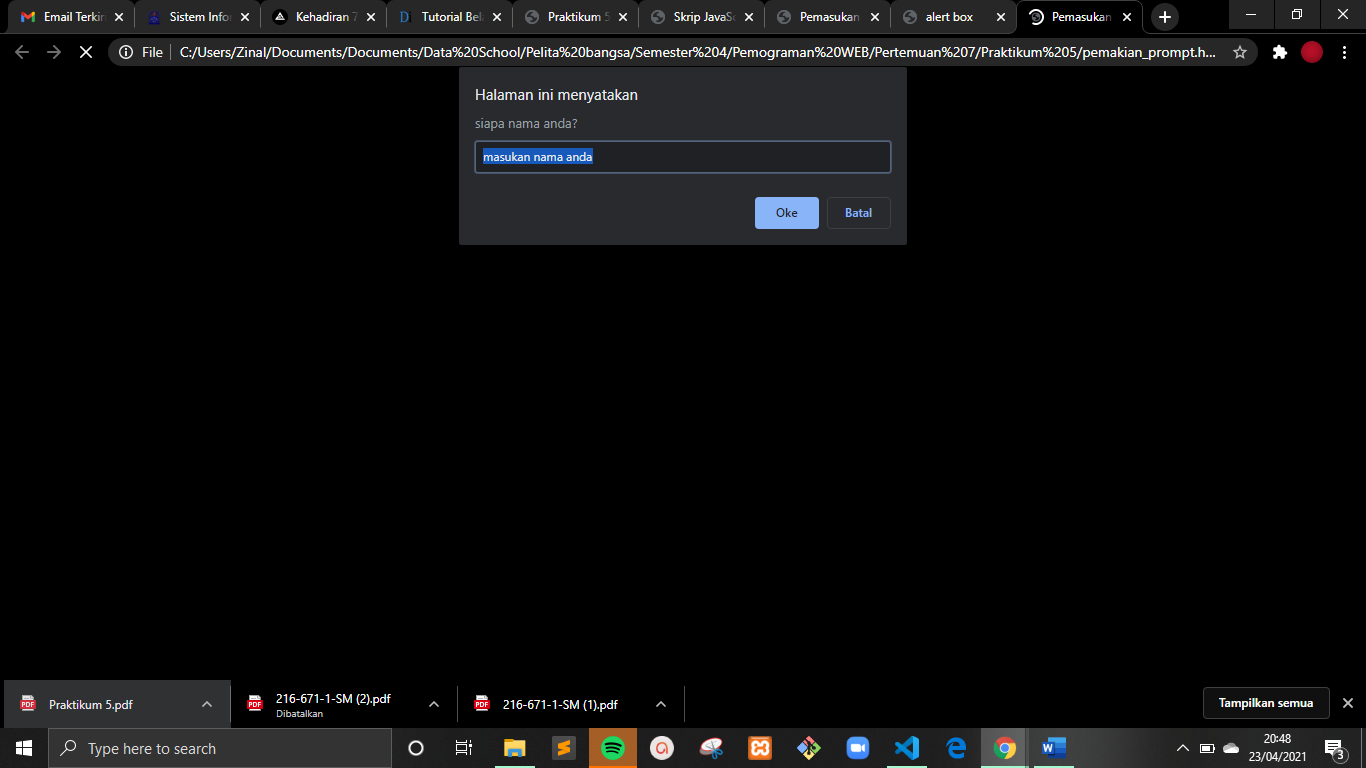 Email Terkir
Sistem Infor
Kehadiran 7
Tutorial Bela
Praktikum 5
Skrip JavaSc
Pemasukan
alert box
Pemasukan
File
C:/Users/Zinal/Documents/Documents/Data%20School/Pelita%20bangsa/Semester%204/Pemograman%20WEB/Pertemuan%207/Praktikum%205/pemakian_prompt.h...
Halaman ini menyatakan
siapa nama anda?
masukan nama anda
Oke
Batal
Praktikum 5.pdf
216-671-1-SM (2).pdf
Dibatalkan
216-671-1-SM (1).pdf
Tampilkan semua
Type here to search
20:48
23/04/2021
3